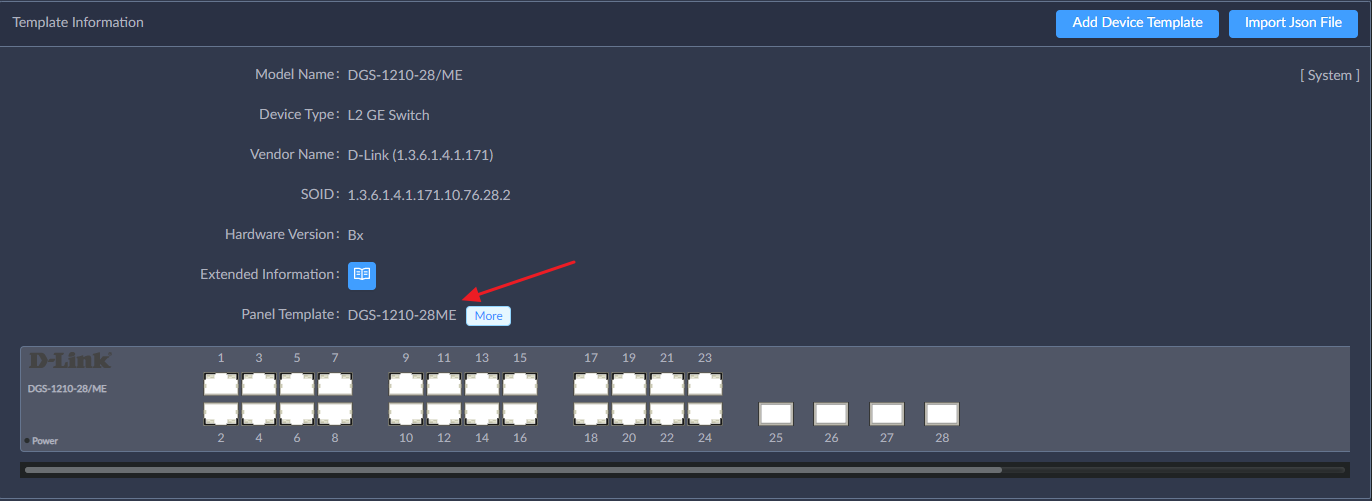 Template Information
Add Device Template
Import Json File
Model Name: DGS-1210-28/ME
[ System ]
Device Type: L2 GE Switch
Vendor Name: D-Link (1.3.6.1.4.1.171)
SOID: 1.3.6.1.4.1.171.10.76.28.2
Hardware Version: Bx
Extended Information:
Panel Template: DGS-1210-28ME More
D-Link 1 3 5 7 9 11 13 15 17 19 21 23
DGS-1210-28/ME
Power 2 4 6 8 10 12 14 16 18 20 22 24 25 26 27 28